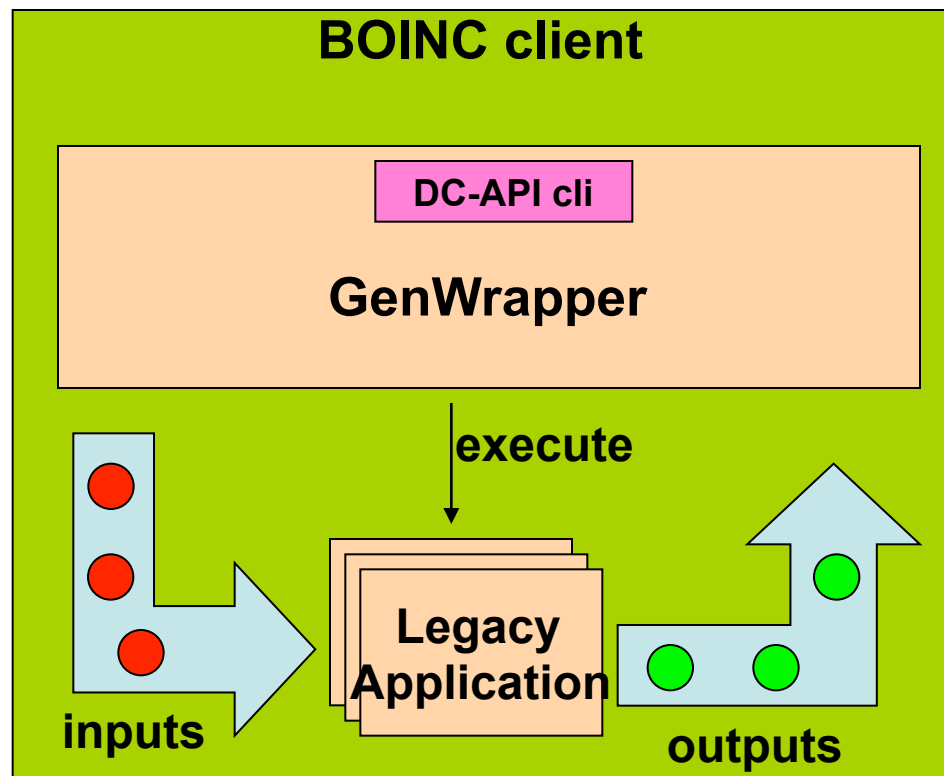 BOINC client
DC-API cli
GenWrapper
execute
Legacy
Application
inputs
outputs